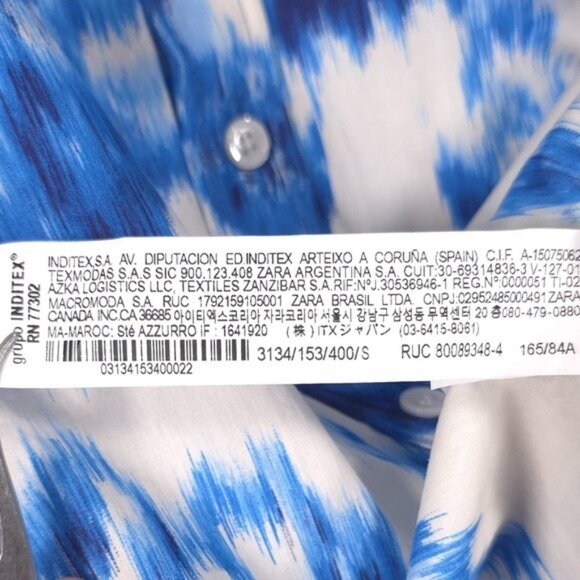 grupo INDITEX®
RN 77302
INDITEX,S.A. AV. DIPUTACION ED.INDITEX ARTEIXO A CORUÑA (SPAIN) C.I.F. A-15075062
TEXMODAS S.A.S SIC 900.123.408 ZARA ARGENTINA S.A. CUIT:30-69314836-3 V-127-01
AZKA LOGISTICS LLC, TEXTILES ZANZIBAR S.A.RIF:NºJ.30536946-1 REG.Nº0000051 TI-02
MACROMODA S.A. RUC 1792159105001 ZARA BRASIL LTDA. CNPJ:02952485000491 ZARA
CANADA INC.CA 36685 아이티엑스코리아 자라코리아 서울시 강남구 삼성동 무역센터 20 층 080-479-0880
MA-MAROC: Sté AZZURRO IF : 1641920 (株) ITXジャパン (03-6415-8061)
3134/153/400/S RUC 80089348-4 165/84A
03134153400022